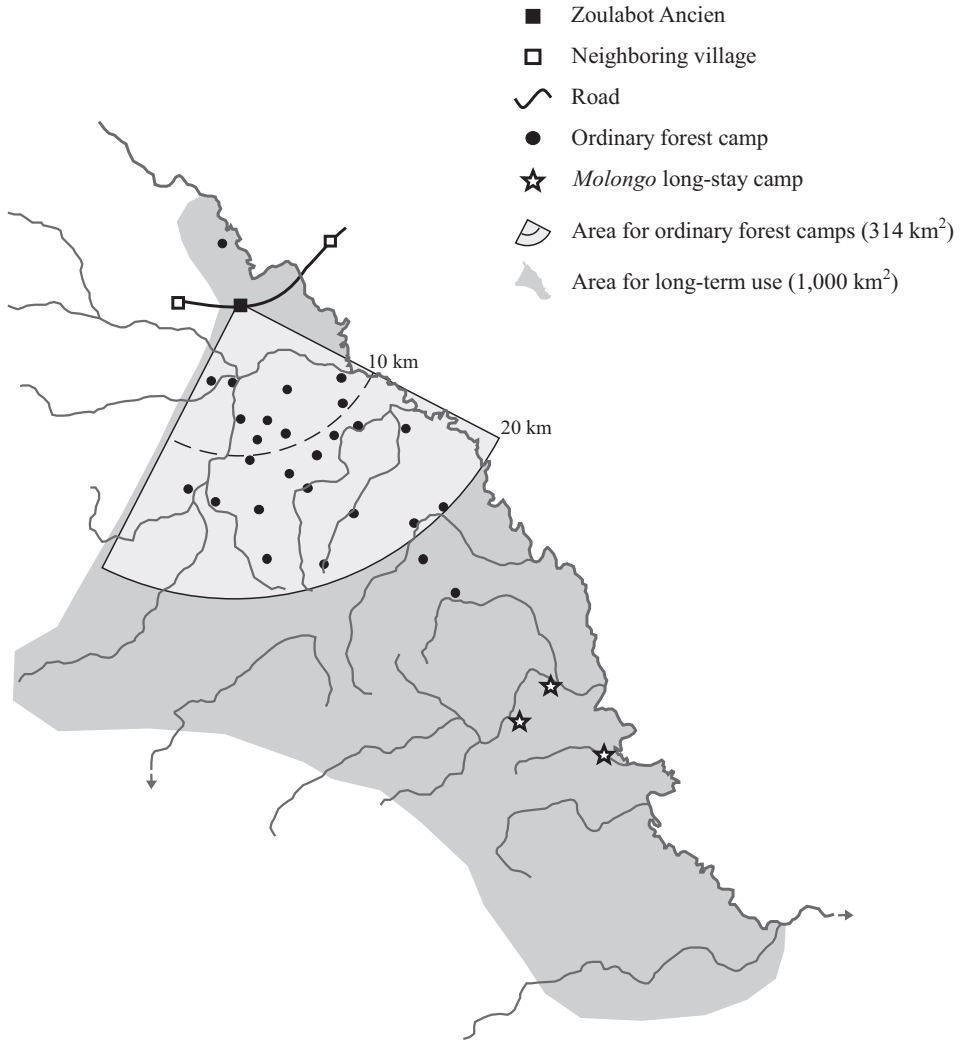 Zoulabot Ancien
Neighboring village
Road
Ordinary forest camp
Molongo long-stay camp
Area for ordinary forest camps (314 km²)
Area for long-term use (1,000 km²)
10 km
20 km